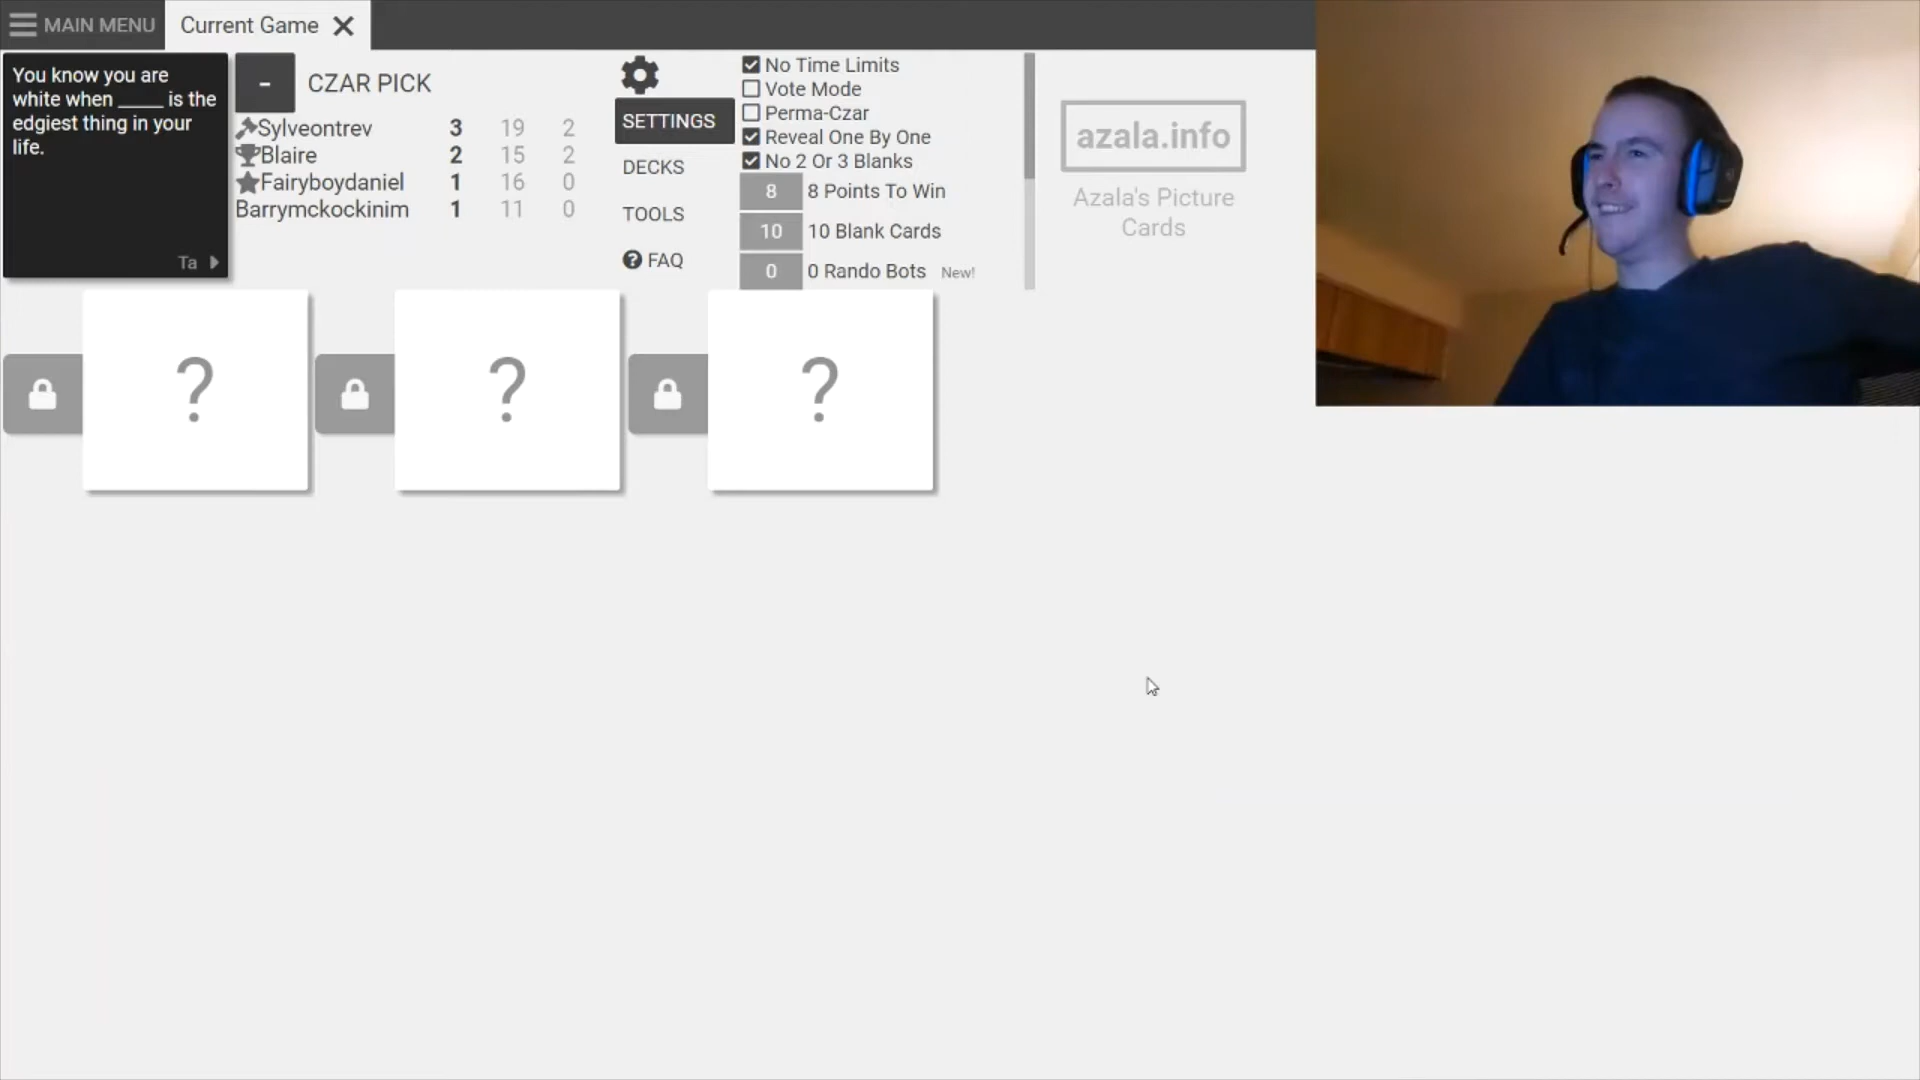 MAIN MENU
Current Game
You know you are
white when _____ is the
edgiest thing in your
life.
Ta
-
CZAR PICK
Sylveontrev 3 19 2
Blaire 2 15 2
Fairyboydaniel 1 16 0
Barrymckockinim 1 11 0
SETTINGS
DECKS
TOOLS
? FAQ
No Time Limits
Vote Mode
Perma-Czar
Reveal One By One
No 2 Or 3 Blanks
8 8 Points To Win
10 10 Blank Cards
0 0 Rando Bots New!
azala.info
Azala's Picture
Cards
? ? ?